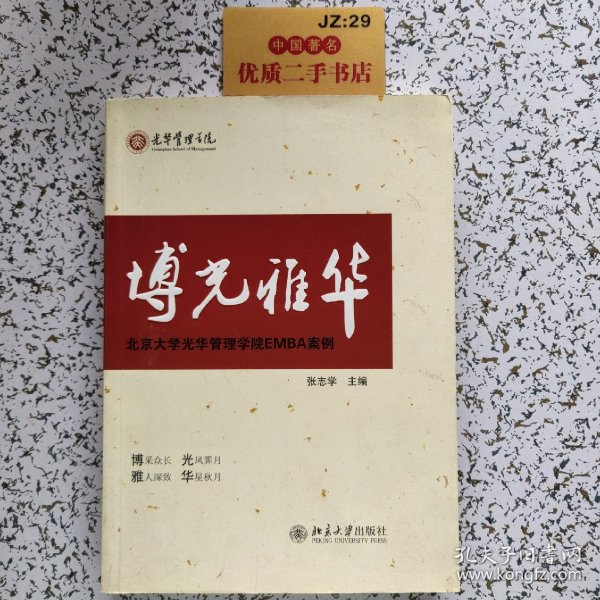 JZ:29
中国著名
优质二手书店
光华管理学院
Guanghua School of Management
博光雅华
北京大学光华管理学院EMBA案例
张志学 主编
博采众长 光风霁月
雅人深致 华星秋月
北京大学出版社
PEKING UNIVERSITY PRESS
孔夫子旧书网
www.kongfz.com